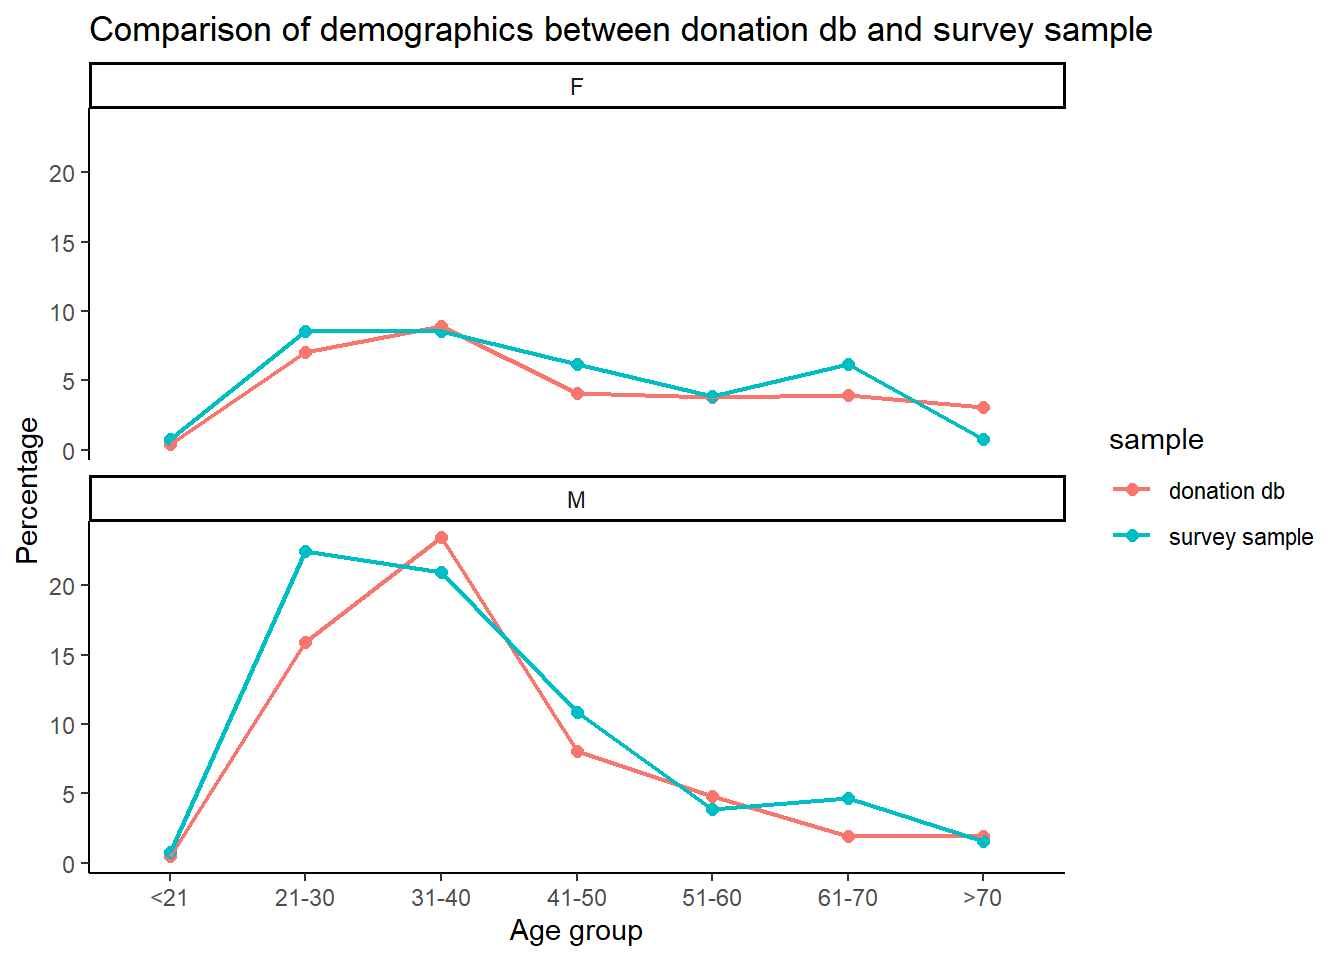 Comparison of demographics between donation db and survey sample
F
20
15
10
5
0
M
20
15
10
5
0
<21 21-30 31-40 41-50 51-60 61-70 >70
Age group
Percentage
sample
donation db
survey sample